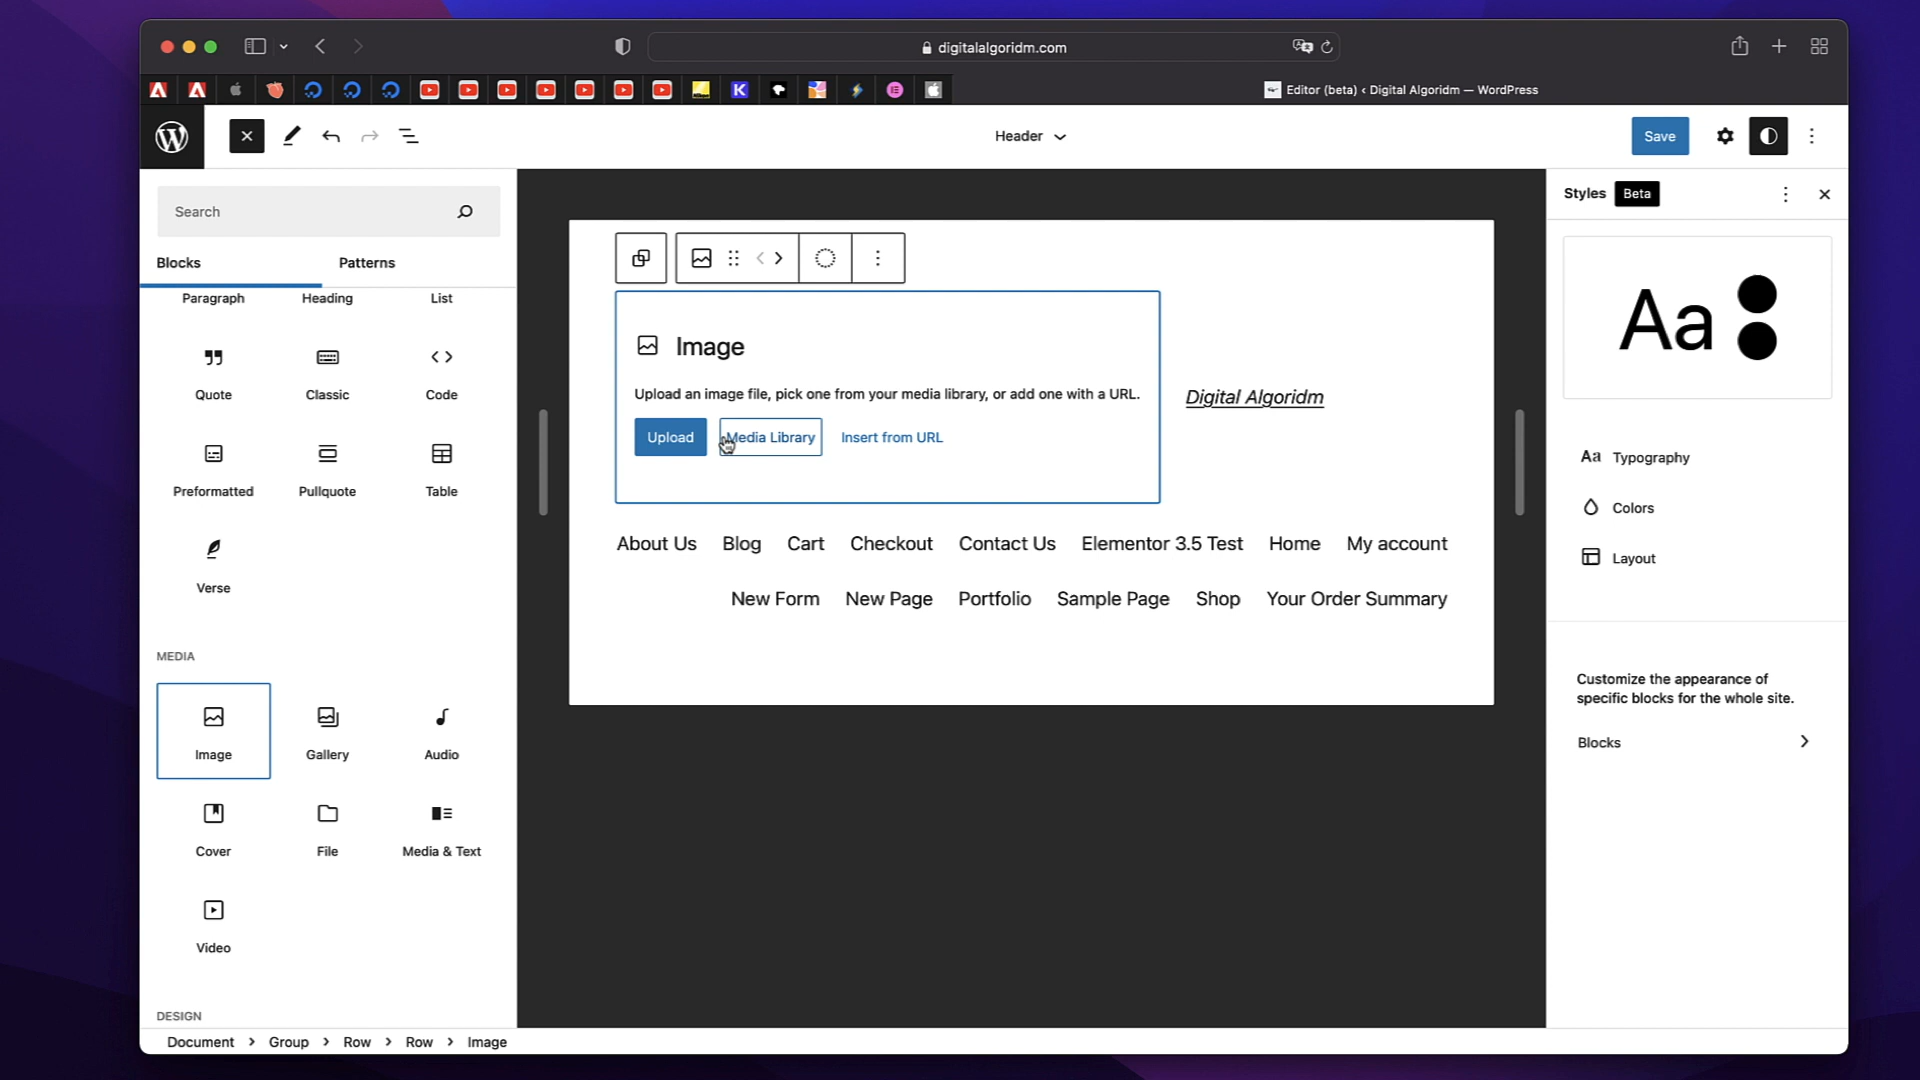 digitalalgoridm.com
Editor (beta) ‹ Digital Algoridm — WordPress
Header
Save
Search
Blocks
Patterns
Paragraph
Heading
List
Quote
Classic
Code
Preformatted
Pullquote
Table
Verse
MEDIA
Image
Gallery
Audio
Cover
File
Media & Text
Video
DESIGN
Image
Upload an image file, pick one from your media library, or add one with a URL.
Upload
Media Library
Insert from URL
Digital Algoridm
About Us
Blog
Cart
Checkout
Contact Us
Elementor 3.5 Test
Home
My account
New Form
New Page
Portfolio
Sample Page
Shop
Your Order Summary
Styles
Beta
Aa
Aa
Typography
Colors
Layout
Customize the appearance of
specific blocks for the whole site.
Blocks
Document > Group > Row > Row > Image